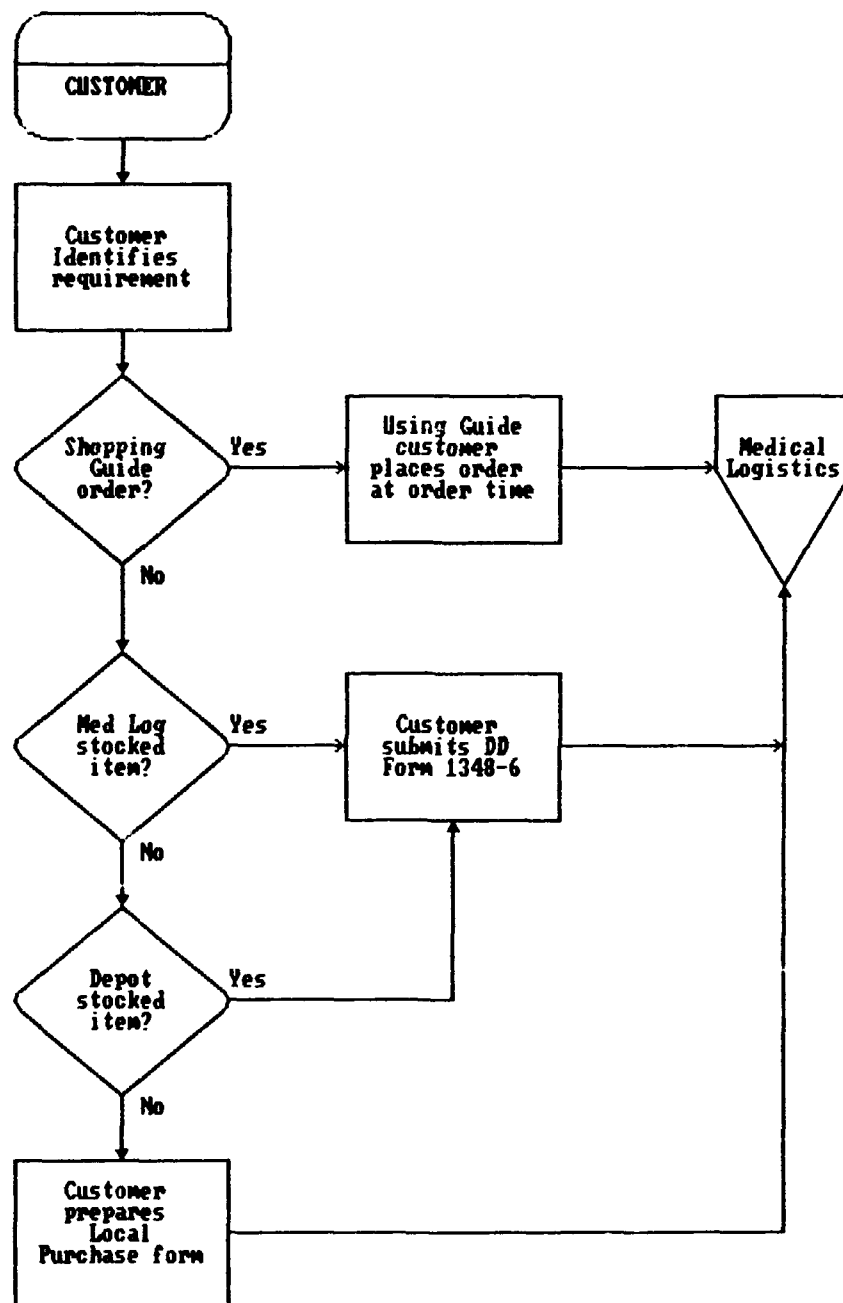 CUSTOMER
Customer
Identifies
requirement
Shopping
Guide
order?
Yes
Using Guide
customer
places order
at order time
Medical
Logistics
No
Med Log
stocked
item?
Yes
Customer
submits DD
Form 1348-6
No
Depot
stocked
item?
Yes
No
Customer
prepares
Local
Purchase form